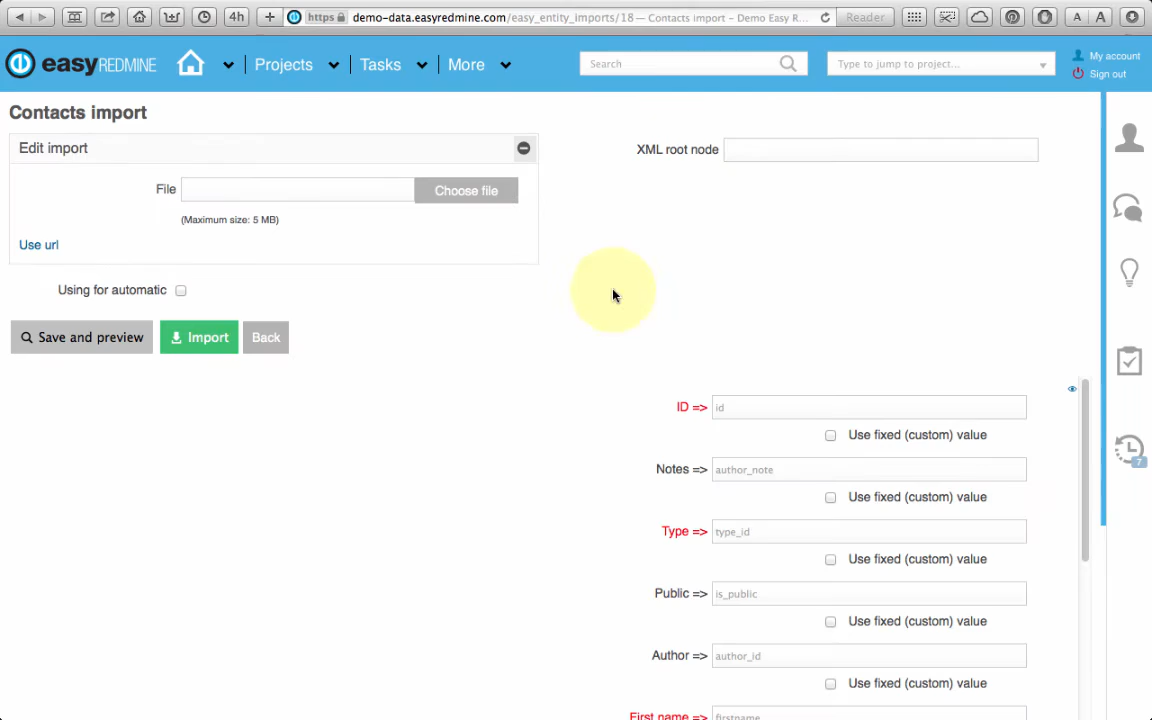 4h
https demo-data.easyredmine.com/easy_entity_imports/18 — Contacts import – Demo Easy R...
Reader
A A
easyREDMINE
Projects
Tasks
More
Search
Type to jump to project...
My account
Sign out
Contacts import
Edit import
XML root node
File
Choose file
(Maximum size: 5 MB)
Use url
Using for automatic
Save and preview
Import
Back
ID => id
Use fixed (custom) value
Notes => author_note
7
Use fixed (custom) value
Type => type_id
Use fixed (custom) value
Public => is_public
Use fixed (custom) value
Author => author_id
Use fixed (custom) value
First name => firstname